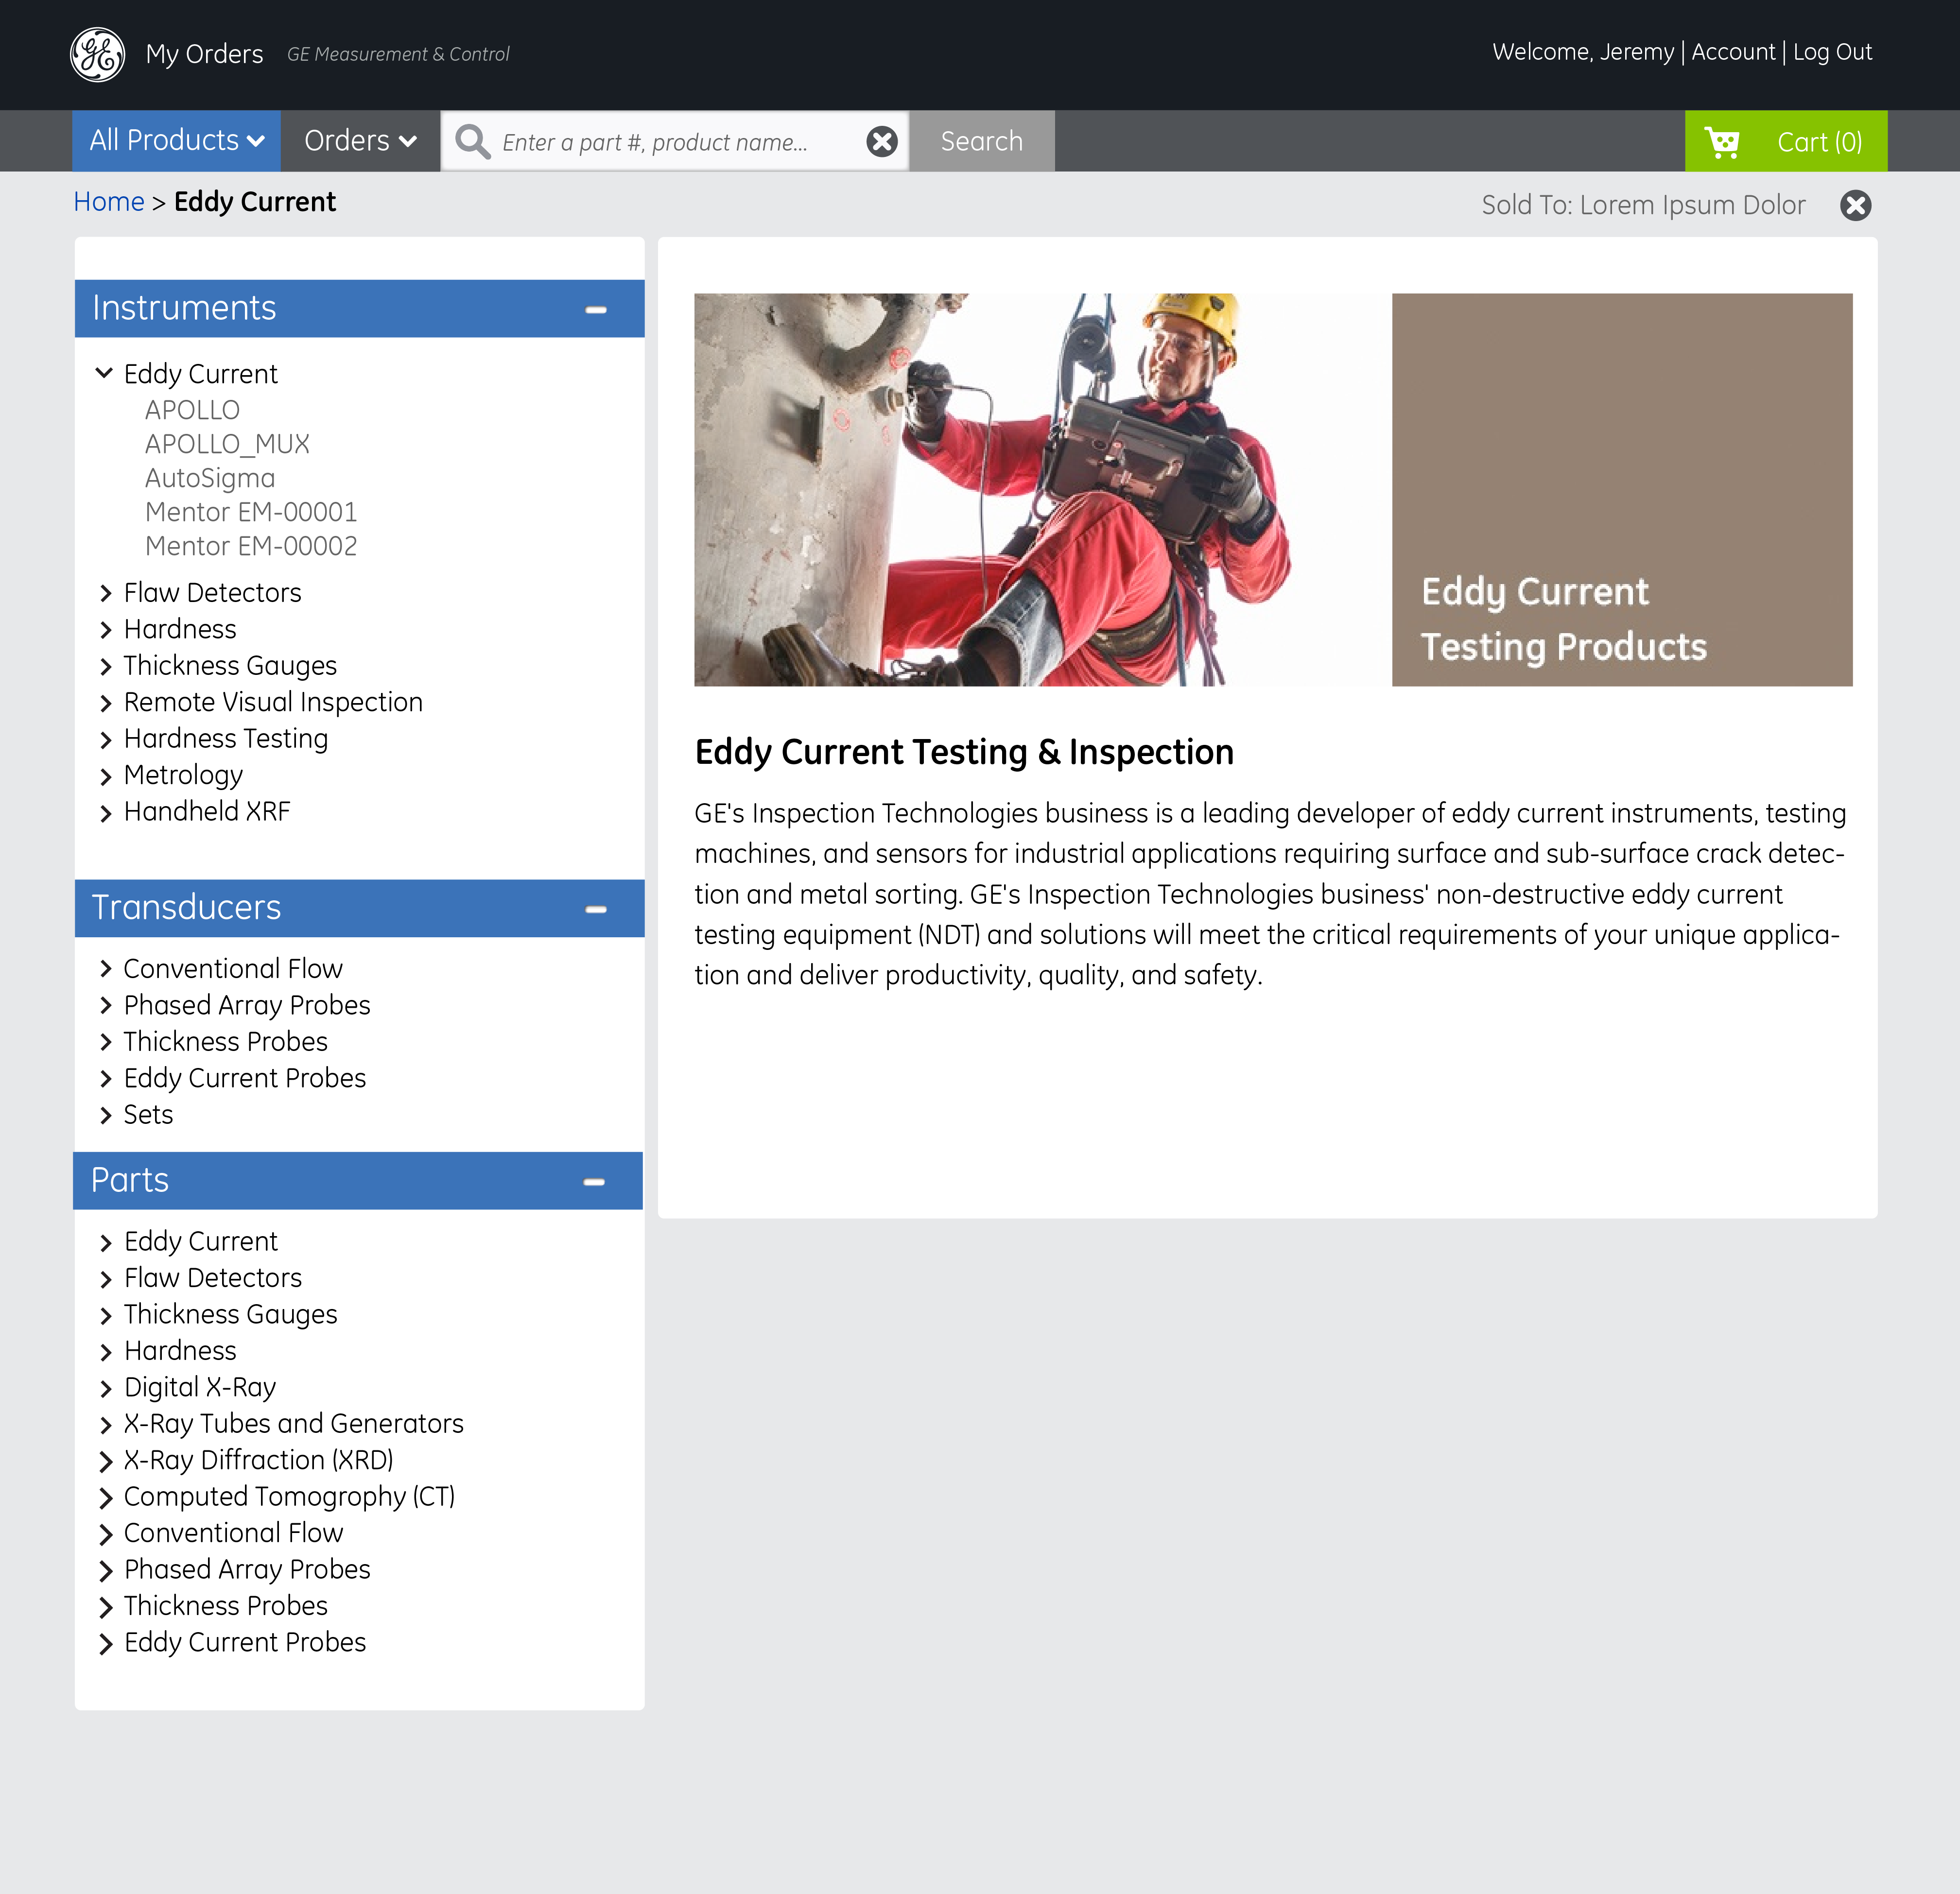 GE My Orders GE Measurement & Control
Welcome, Jeremy | Account | Log Out
All Products Orders Enter a part #, product name... Search Cart (0)
Home > Eddy Current
Sold To: Lorem Ipsum Dolor
Instruments
Eddy Current
APOLLO
APOLLO_MUX
AutoSigma
Mentor EM-00001
Mentor EM-00002
Flaw Detectors
Hardness
Thickness Gauges
Remote Visual Inspection
Hardness Testing
Metrology
Handheld XRF
Transducers
Conventional Flow
Phased Array Probes
Thickness Probes
Eddy Current Probes
Sets
Parts
Eddy Current
Flaw Detectors
Thickness Gauges
Hardness
Digital X-Ray
X-Ray Tubes and Generators
X-Ray Diffraction (XRD)
Computed Tomogrophy (CT)
Conventional Flow
Phased Array Probes
Thickness Probes
Eddy Current Probes
Eddy Current
Testing Products
Eddy Current Testing & Inspection
GE's Inspection Technologies business is a leading developer of eddy current instruments, testing
machines, and sensors for industrial applications requiring surface and sub-surface crack detec-
tion and metal sorting. GE's Inspection Technologies business' non-destructive eddy current
testing equipment (NDT) and solutions will meet the critical requirements of your unique applica-
tion and deliver productivity, quality, and safety.